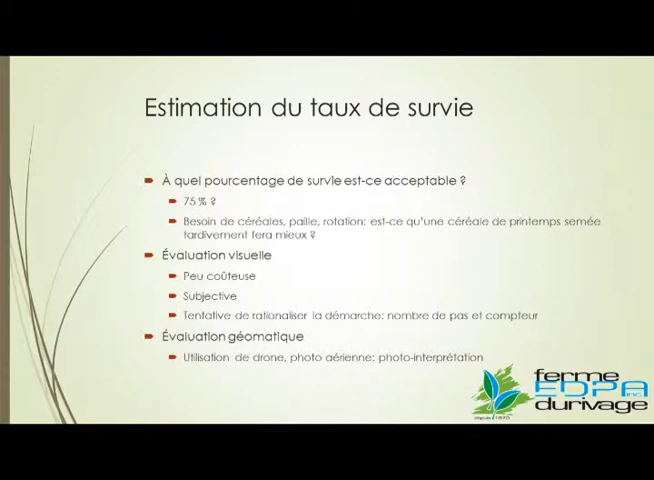 Estimation du taux de survie
À quel pourcentage de survie est-ce acceptable ?
75 % ?
Besoin de céréales, paille, rotation: est-ce qu'une céréale de printemps semée
tardivement fera mieux ?
Évaluation visuelle
Peu coûteuse
Subjective
Tentative de rationaliser la démarche: nombre de pas et compteur
Évaluation géomatique
Utilisation de drone, photo aérienne: photo-interprétation
ferme
EDPA inc.
durivage